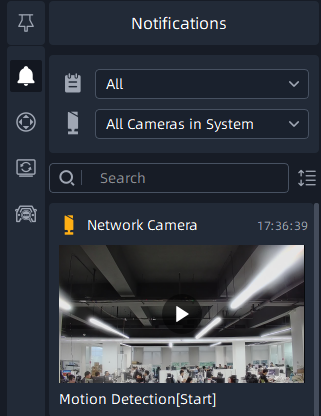 Notifications
All
All Cameras in System
Search
Network Camera 17:36:39
Motion Detection[Start]